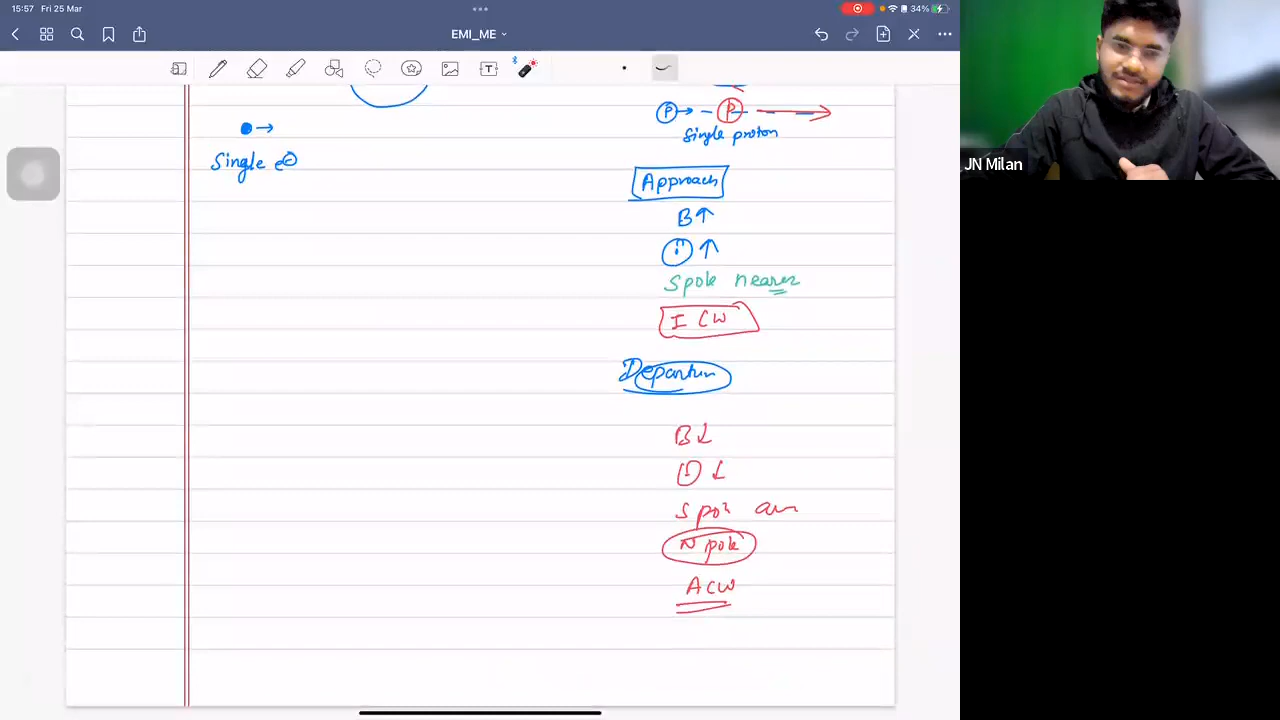 15:57 Fri 25 Mar
34%
EMI_ME
JN Milan
P P
Single proton
Single e⊖
Approach
B↑
⊙↑
S pole nearer
I CW
Departure
B↓
⊙↓
S pole
N pole
ACW